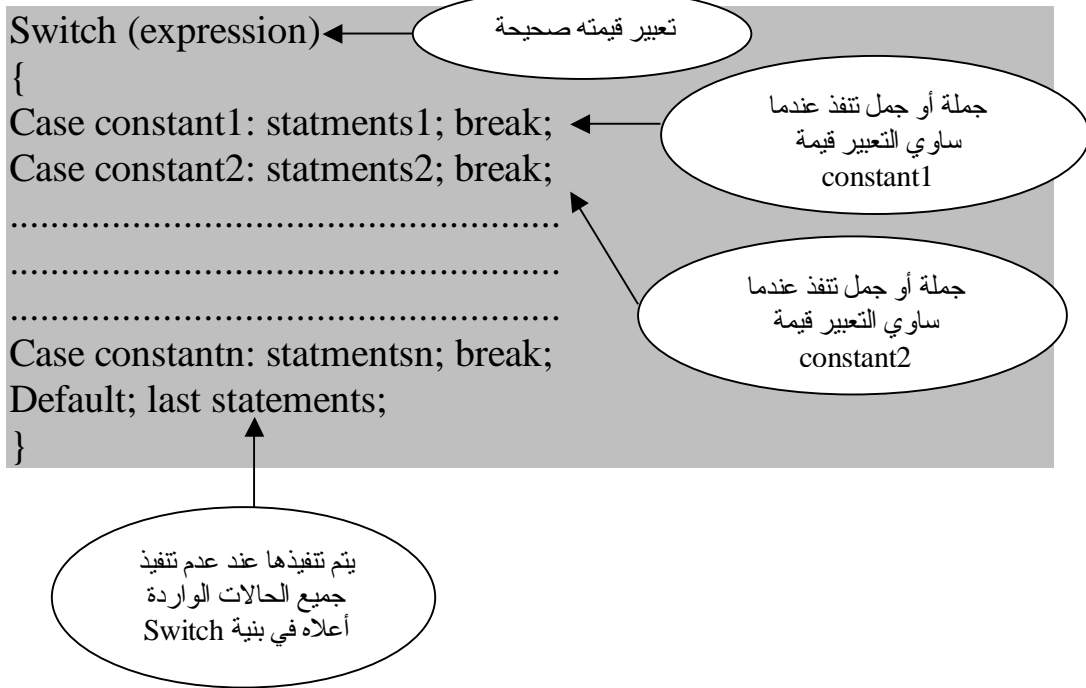 Switch (expression)
تعبير قيمته صحيحة
{
Case constant1: statments1; break;
جملة أو جمل تنفذ عندما
ساوي التعبير قيمة
constant1
Case constant2: statments2; break;
جملة أو جمل تنفذ عندما
ساوي التعبير قيمة
constant2
......................................................
......................................................
......................................................
Case constantn: statmentsn; break;
Default; last statements;
}
يتم تنفيذها عند عدم تنفيذ
جميع الحالات الواردة
أعلاه في بنية Switch